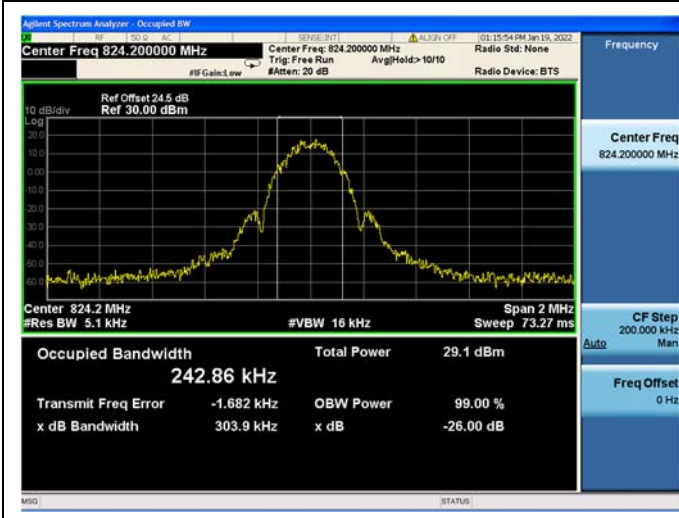 Agilent Spectrum Analyzer - Occupied BW
RF 50 Ω AC SENSE:INT ALIGN OFF 01:15:54 PM Jan 19, 2022
Center Freq 824.200000 MHz Center Freq: 824.200000 MHz Radio Std: None Frequency
Trig: Free Run Avg|Hold:> 10/10
#IFGain:Low #Atten: 20 dB Radio Device: BTS
Ref Offset 24.5 dB
10 dB/div Ref 30.00 dBm
Log
20.0
10.0
0.00
Center Freq
824.200000 MHz
-20.0
-30.0
-40.0
-50.0
-60.0
Center 824.2 MHz Span 2 MHz
#Res BW 5.1 kHz #VBW 16 kHz Sweep 73.27 ms
CF Step
200.000 kHz
Auto Man
Occupied Bandwidth Total Power 29.1 dBm
242.86 kHz
Transmit Freq Error -1.682 kHz OBW Power 99.00 %
x dB Bandwidth 303.9 kHz x dB -26.00 dB
Freq Offset
0 Hz
MSG STATUS